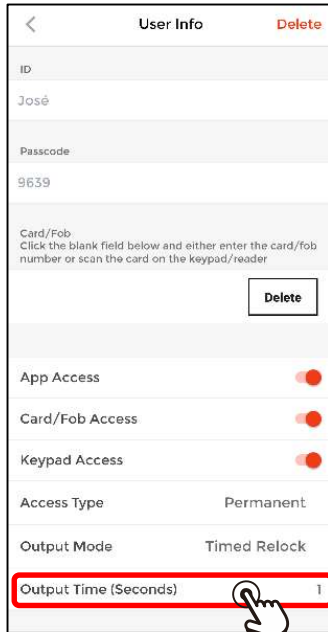 User Info
Delete
ID
José
Passcode
9639
Card/Fob
Click the blank field below and either enter the card/fob
number or scan the card on the keypad/reader
Delete
App Access
Card/Fob Access
Keypad Access
Access Type Permanent
Output Mode Timed Relock
Output Time (Seconds) 1